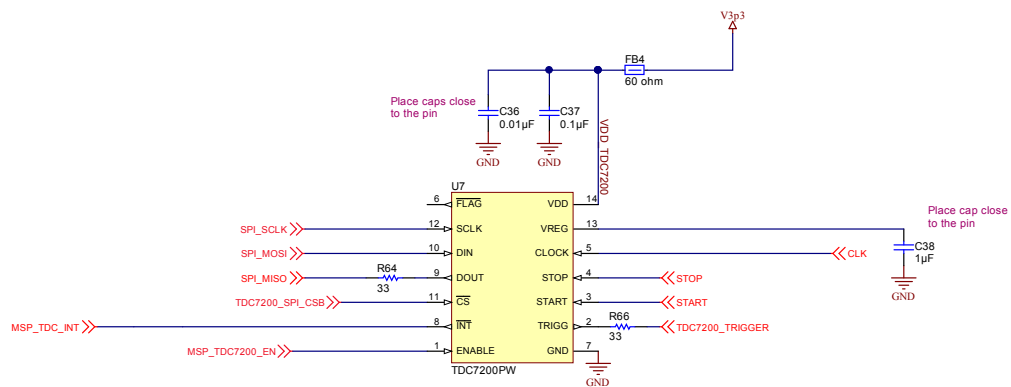 V3p3
FB4
60 ohm
Place caps close
to the pin
C36
0.01µF
C37
0.1µF
GND
GND
VDD_TDC7200
U7
6
FLAG
VDD
14
SPI_SCLK
12
SCLK
VREG
13
Place cap close
to the pin
C38
1µF
GND
SPI_MOSI
10
DIN
CLOCK
5
CLK
SPI_MISO
R64
33
9
DOUT
STOP
4
STOP
TDC7200_SPI_CSB
11
CS
START
3
START
MSP_TDC_INT
8
INT
TRIGG
2
R66
33
TDC7200_TRIGGER
MSP_TDC7200_EN
1
ENABLE
GND
7
TDC7200PW
GND